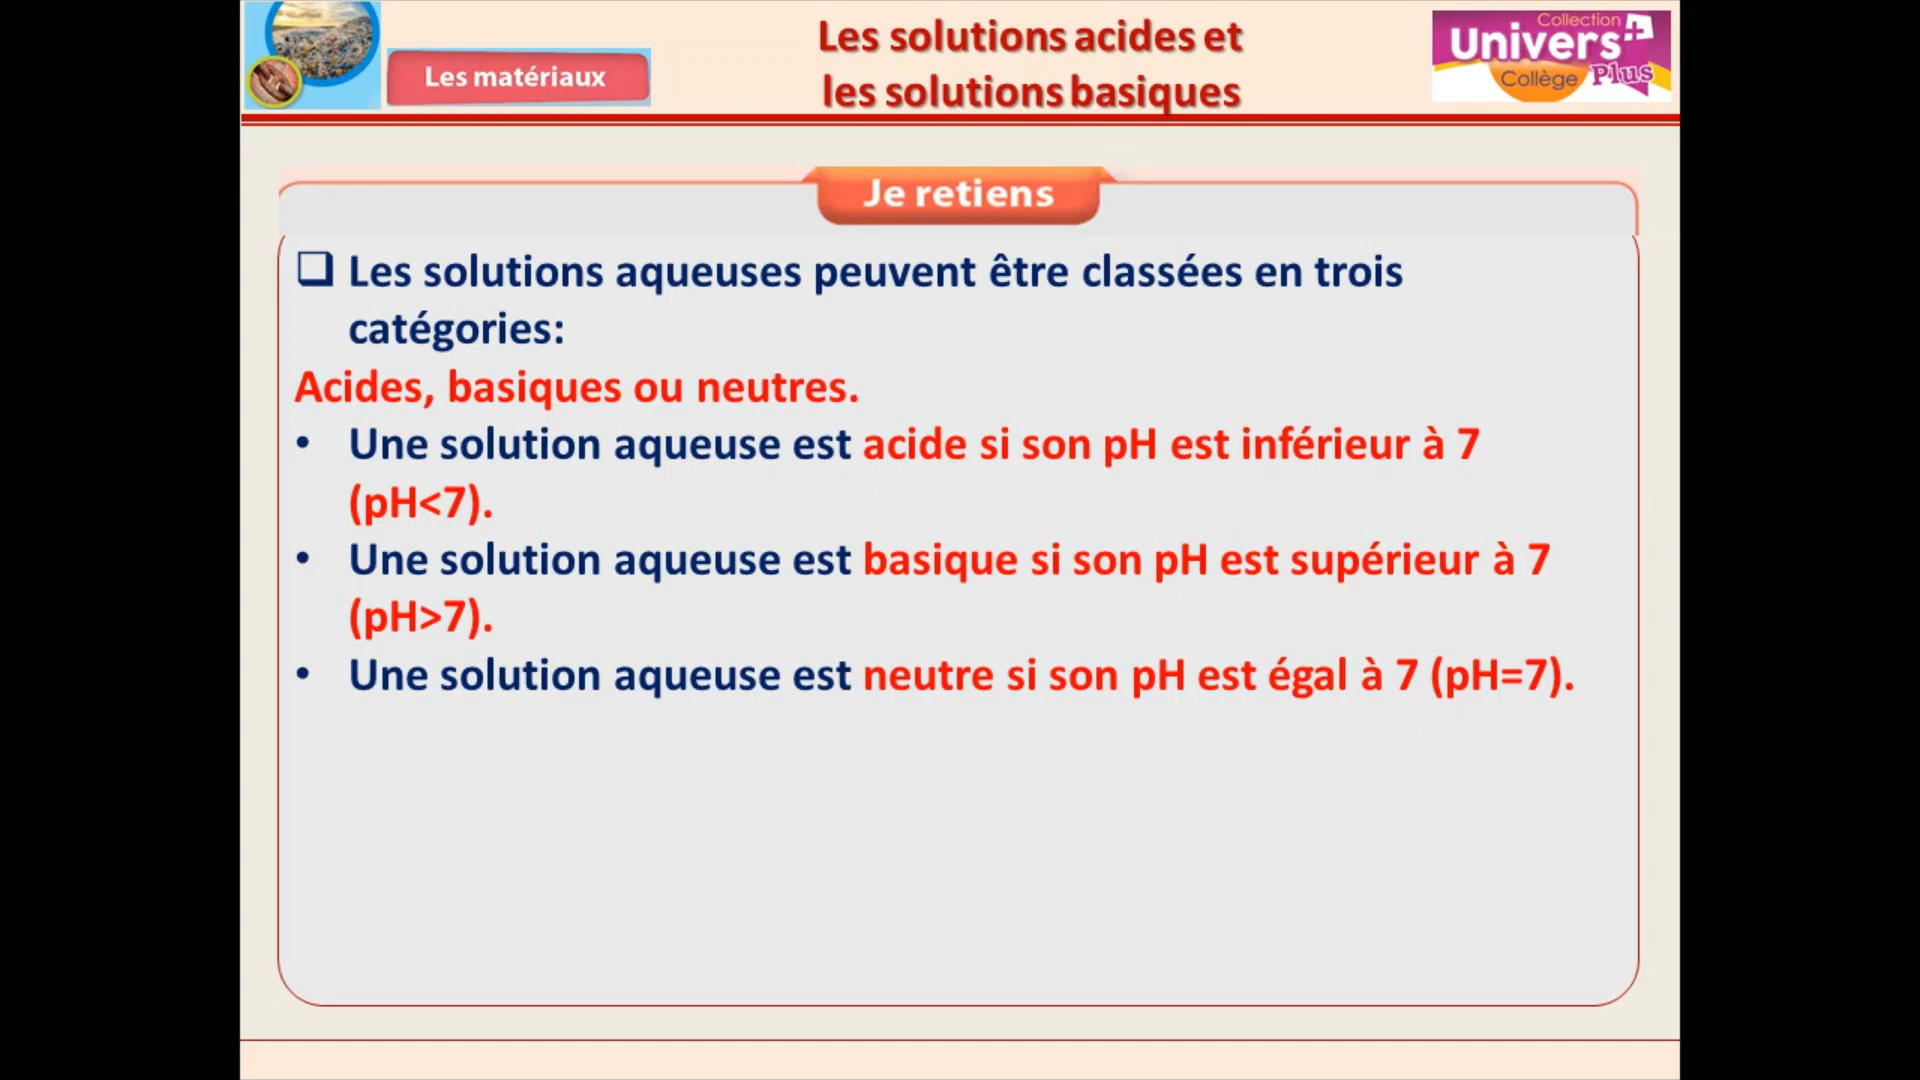 Les matériaux
Les solutions acides et
les solutions basiques
Collection
Univers
Collège Plus
Je retiens
❑ Les solutions aqueuses peuvent être classées en trois
catégories:
Acides, basiques ou neutres.
• Une solution aqueuse est acide si son pH est inférieur à 7
(pH<7).
• Une solution aqueuse est basique si son pH est supérieur à 7
(pH>7).
• Une solution aqueuse est neutre si son pH est égal à 7 (pH=7).